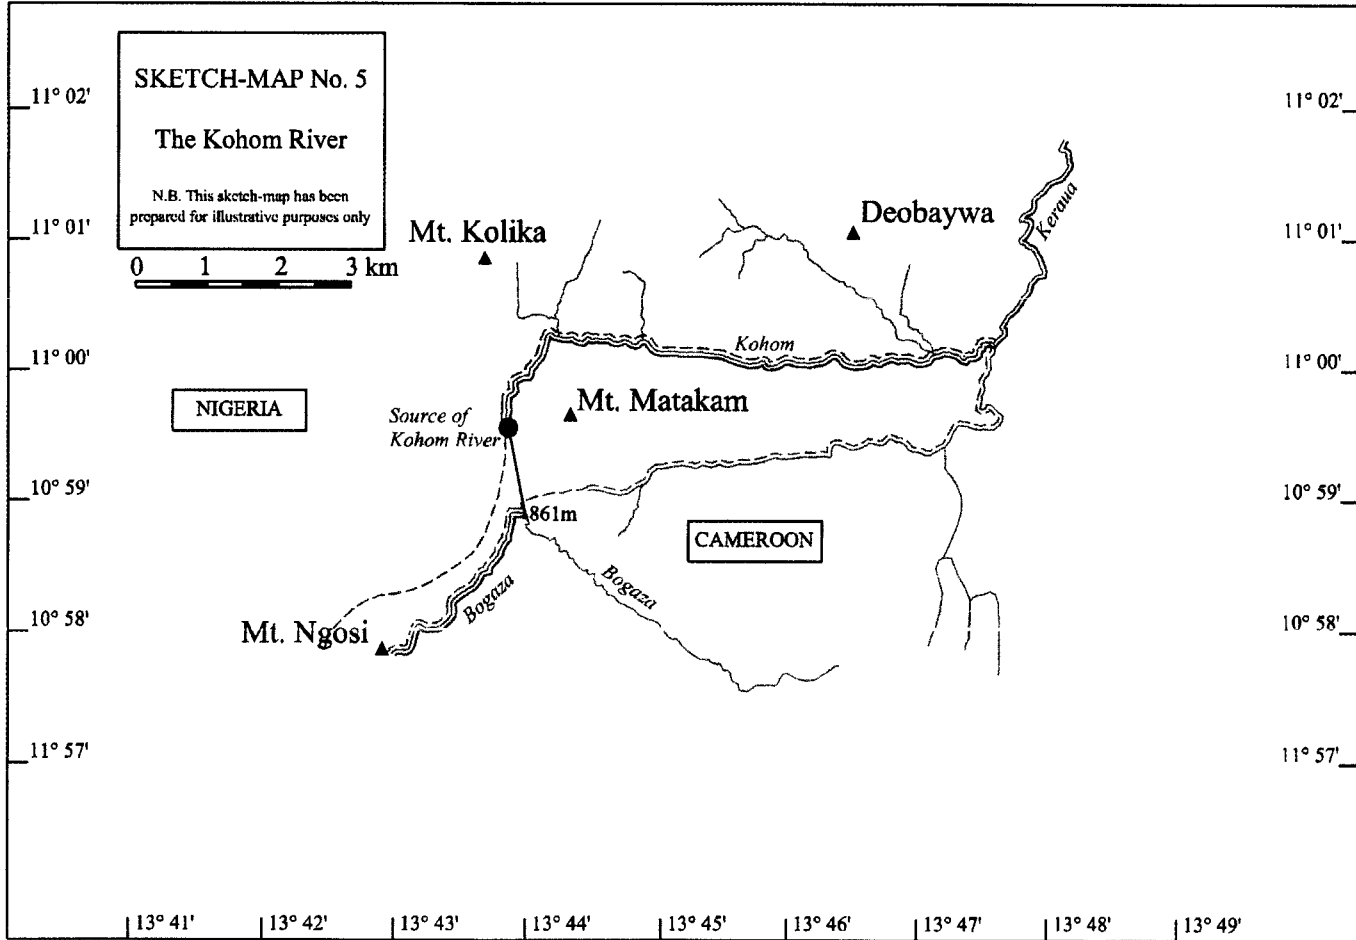 SKETCH-MAP No. 5
The Kohom River
N.B. This sketch-map has been
prepared for illustrative purposes only
0 1 2 3 km
11° 02'
11° 02'
11° 01'
11° 01'
11° 00'
11° 00'
10° 59'
10° 59'
10° 58'
10° 58'
11° 57'
11° 57'
Mt. Kolika
Deobaywa
Keraua
Kohom
NIGERIA
Mt. Matakam
Source of
Kohom River
861m
CAMEROON
Bogaza
Bogaza
Mt. Ngosi
13° 41' 13° 42' 13° 43' 13° 44' 13° 45' 13° 46' 13° 47' 13° 48' 13° 49'